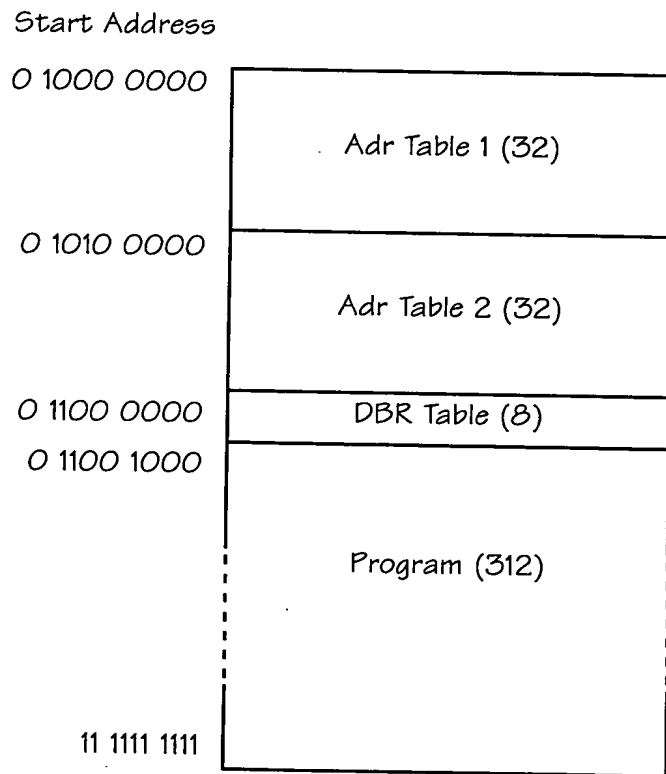 Start Address
0 1000 0000
Adr Table 1 (32)
0 1010 0000
Adr Table 2 (32)
0 1100 0000
DBR Table (8)
0 1100 1000
Program (312)
11 1111 1111